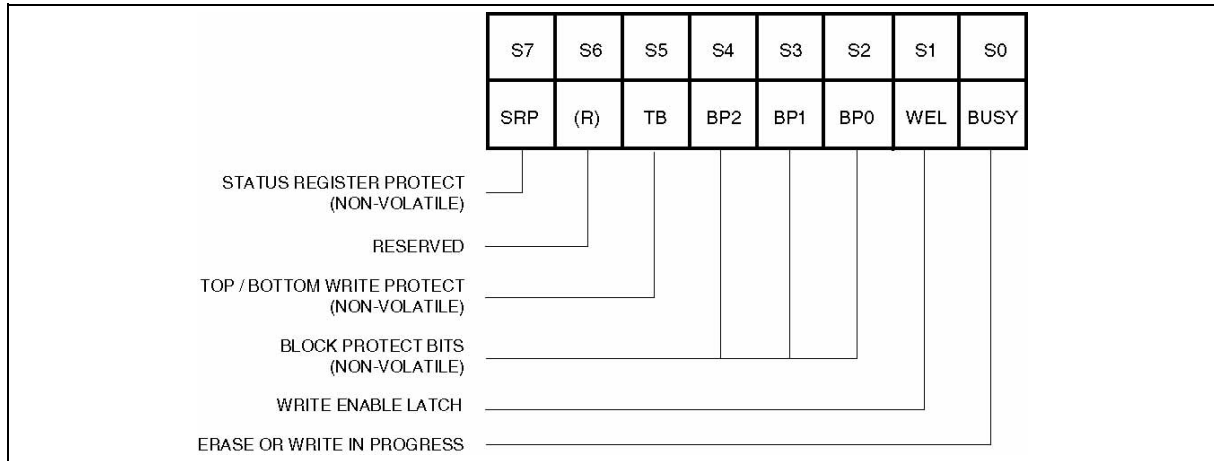 S7 S6 S5 S4 S3 S2 S1 S0
SRP (R) TB BP2 BP1 BP0 WEL BUSY
STATUS REGISTER PROTECT
(NON-VOLATILE)
RESERVED
TOP / BOTTOM WRITE PROTECT
(NON-VOLATILE)
BLOCK PROTECT BITS
(NON-VOLATILE)
WRITE ENABLE LATCH
ERASE OR WRITE IN PROGRESS